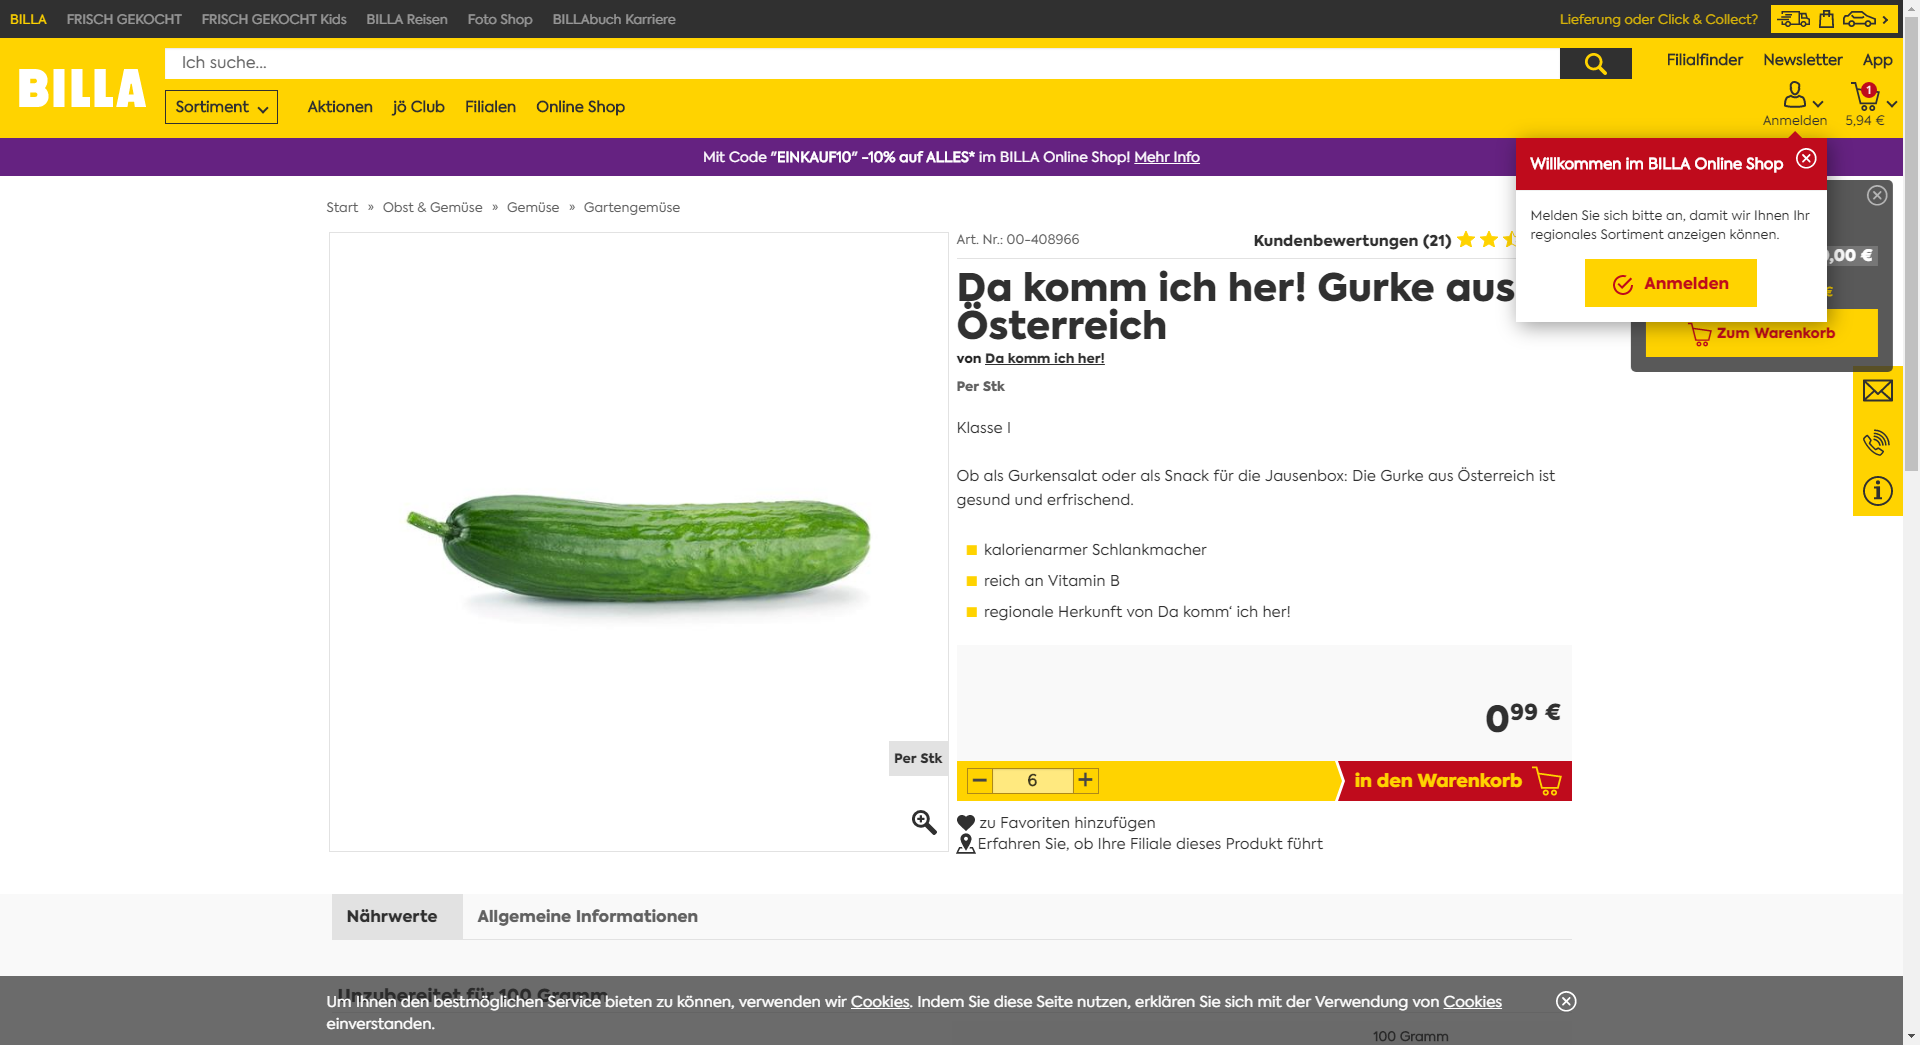 BILLA FRISCH GEKOCHT FRISCH GEKOCHT Kids BILLA Reisen Foto Shop BILLAbuch Karriere Lieferung oder Click & Collect?
BILLA
Ich suche...
Filialfinder Newsletter App
Sortiment Aktionen jö Club Filialen Online Shop
1
Anmelden 5,94 €
Mit Code "EINKAUF10" -10% auf ALLES* im BILLA Online Shop! Mehr Info
Willkommen im BILLA Online Shop
Melden Sie sich bitte an, damit wir Ihnen Ihr
regionales Sortiment anzeigen können.
Anmelden
,00 €
€
Zum Warenkorb
Start » Obst & Gemüse » Gemüse » Gartengemüse
Art. Nr.: 00-408966
Kundenbewertungen (21)
Da komm ich her! Gurke aus
Österreich
von Da komm ich her!
Per Stk
Klasse I
Ob als Gurkensalat oder als Snack für die Jausenbox: Die Gurke aus Österreich ist
gesund und erfrischend.
kalorienarmer Schlankmacher
reich an Vitamin B
regionale Herkunft von Da komm‘ ich her!
0 99 €
Per Stk
− 6 +
in den Warenkorb
zu Favoriten hinzufügen
Erfahren Sie, ob Ihre Filiale dieses Produkt führt
Nährwerte Allgemeine Informationen
Unzubereitet für 100 Gramm
Um Ihnen den bestmöglichen Service bieten zu können, verwenden wir Cookies. Indem Sie diese Seite nutzen, erklären Sie sich mit der Verwendung von Cookies
einverstanden.
100 Gramm